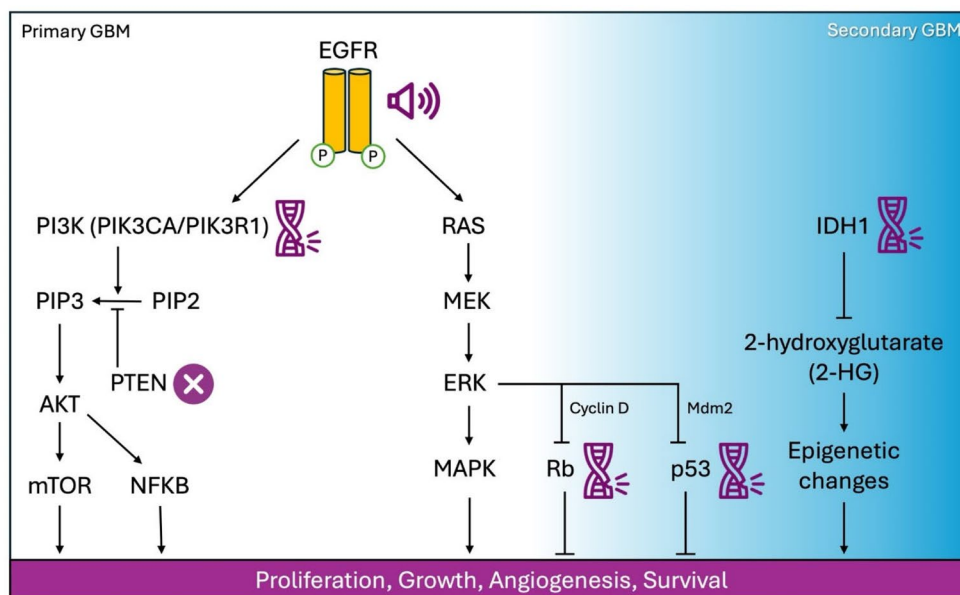 Primary GBM
Secondary GBM
EGFR
P
P
PI3K (PIK3CA/PIK3R1)
RAS
IDH1
PIP3
PIP2
MEK
2-hydroxyglutarate
(2-HG)
PTEN
ERK
AKT
Cyclin D
Mdm2
Epigenetic
changes
mTOR
NFKB
MAPK
Rb
p53
Proliferation, Growth, Angiogenesis, Survival